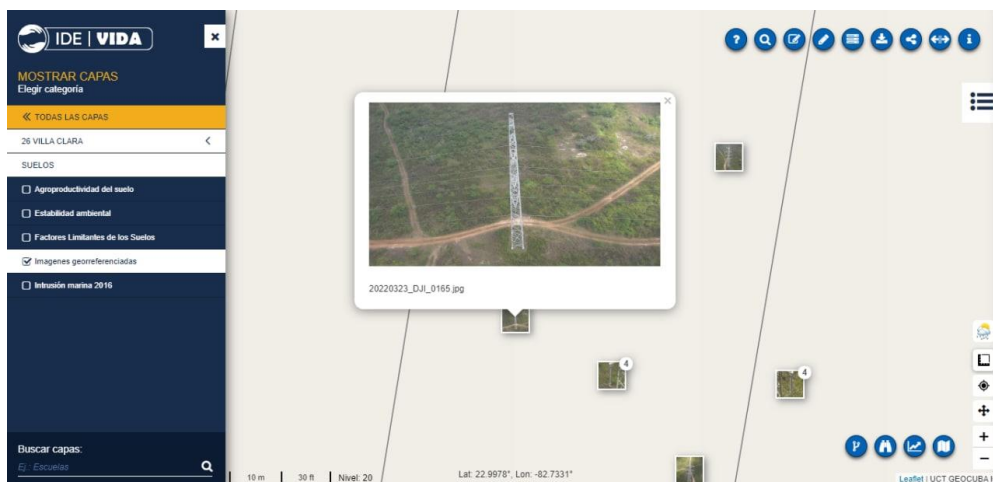 IDE | VIDA
×
MOSTRAR CAPAS
Elegir categoría
TODAS LAS CAPAS
26 VILLA CLARA
SUELOS
Agroproductividad del suelo
Estabilidad ambiental
Factores Limitantes de los Suelos
Imagenes georreferenciadas
Intrusión marina 2016
Buscar capas:
Ej.: Escuelas
?
i
×
20220323_DJI_0165.jpg
4
4
+
−
10 m
30 ft
Nivel: 20
Lat: 22.9978°, Lon: -82.7331°
Leaflet | UCT GEOCUBA